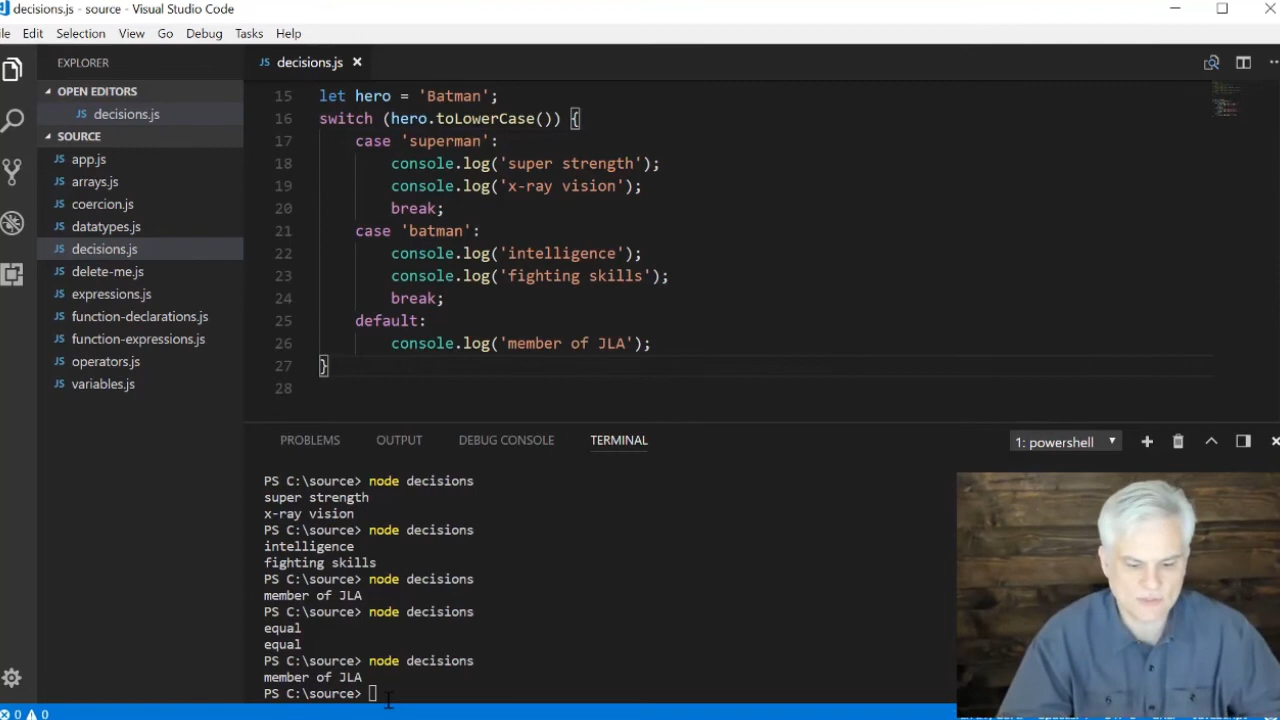 decisions.js - source - Visual Studio Code
ile Edit Selection View Go Debug Tasks Help
EXPLORER
OPEN EDITORS
decisions.js
SOURCE
app.js
arrays.js
coercion.js
datatypes.js
decisions.js
delete-me.js
expressions.js
function-declarations.js
function-expressions.js
operators.js
variables.js
decisions.js
15 let hero = 'Batman';
16 switch (hero.toLowerCase()) {
17 case 'superman':
18 console.log('super strength');
19 console.log('x-ray vision');
20 break;
21 case 'batman':
22 console.log('intelligence');
23 console.log('fighting skills');
24 break;
25 default:
26 console.log('member of JLA');
27 }
28
PROBLEMS OUTPUT DEBUG CONSOLE TERMINAL 1: powershell
PS C:\source> node decisions
super strength
x-ray vision
PS C:\source> node decisions
intelligence
fighting skills
PS C:\source> node decisions
member of JLA
PS C:\source> node decisions
equal
equal
PS C:\source> node decisions
member of JLA
PS C:\source>
0 0